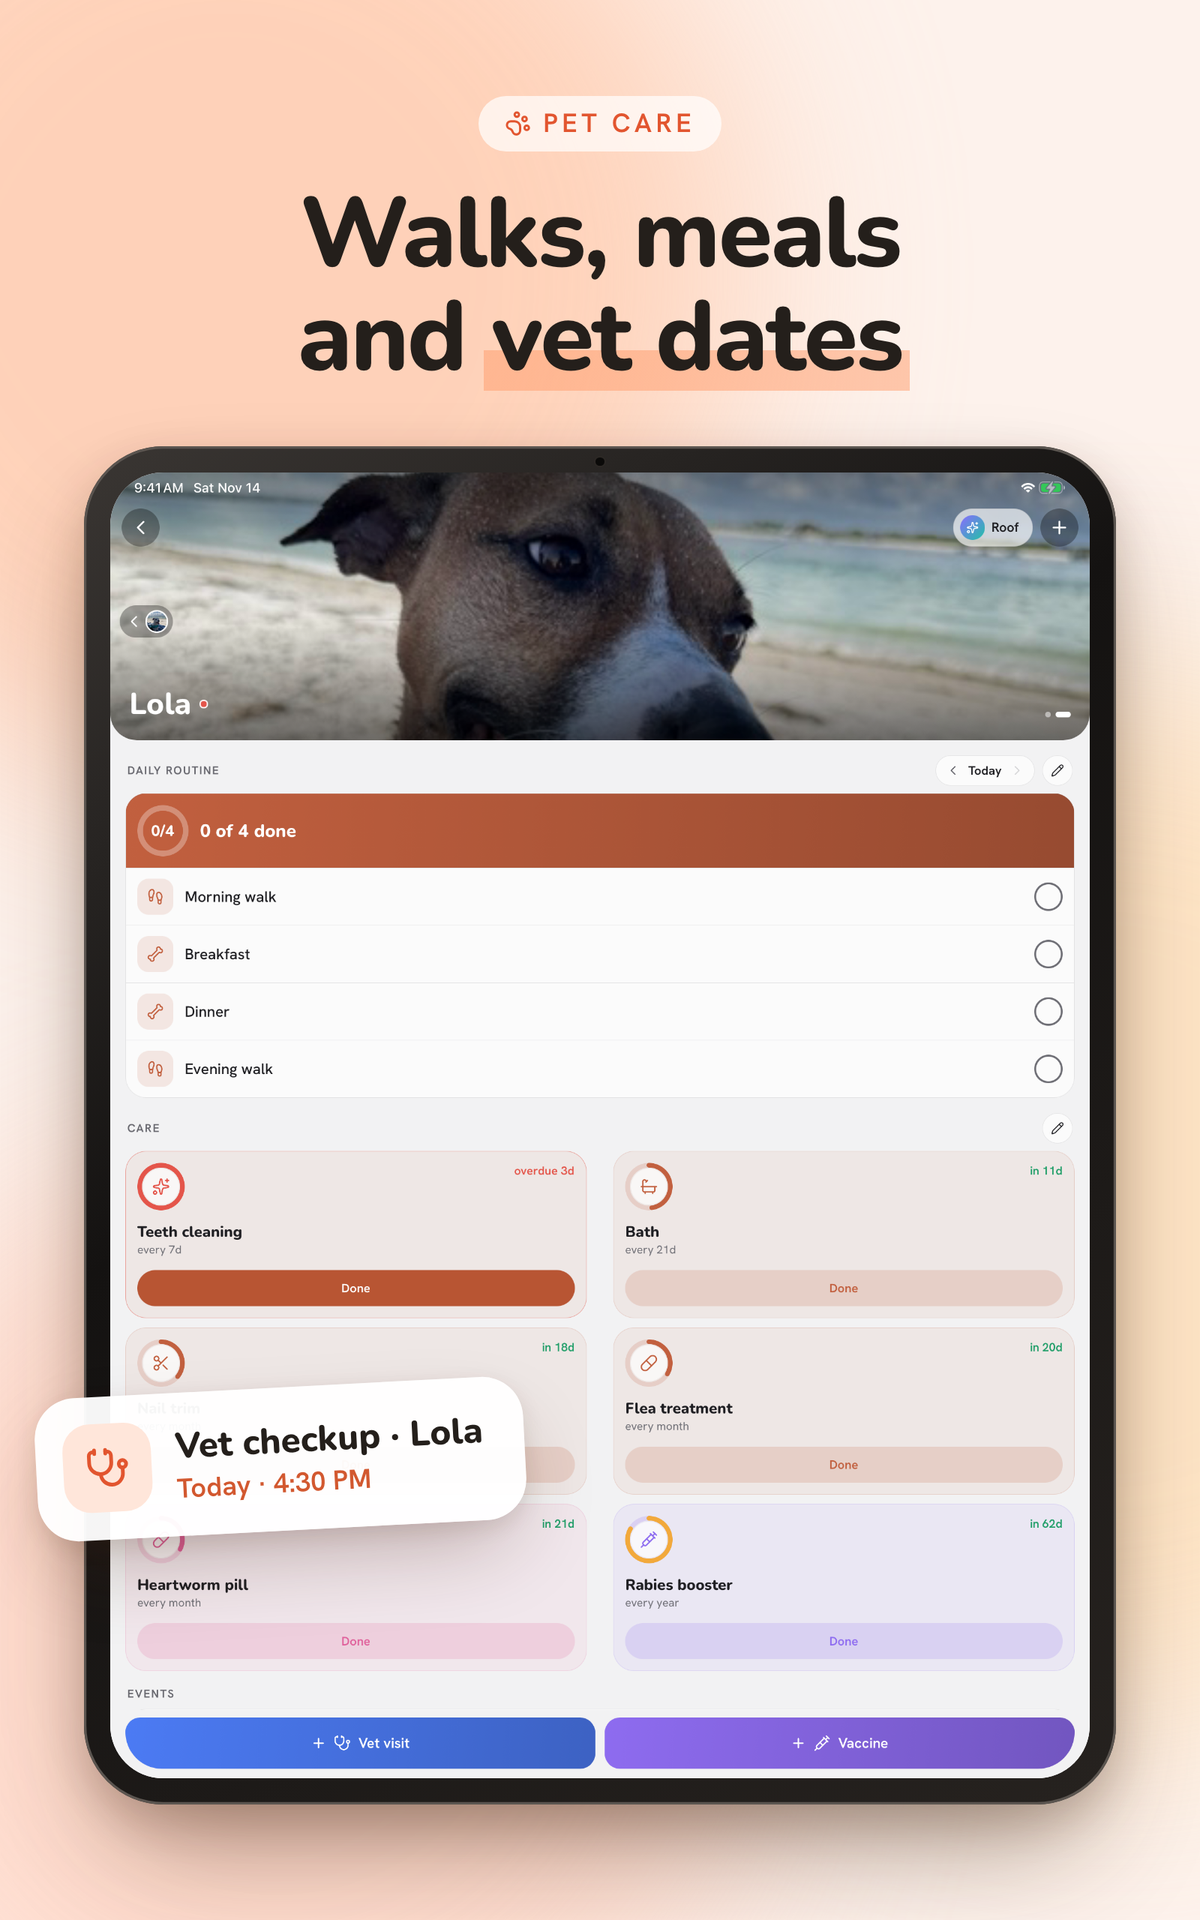 PET CARE
Walks, meals
and vet dates
9:41 AM Sat Nov 14
Roof
Lola
DAILY ROUTINE
Today
0/4
0 of 4 done
Morning walk
Breakfast
Dinner
Evening walk
CARE
overdue 3d
Teeth cleaning
every 7d
Done
in 11d
Bath
every 21d
Done
in 18d
Nail trim
in 20d
Flea treatment
every month
Done
Vet checkup · Lola
Today · 4:30 PM
in 21d
Heartworm pill
every month
Done
in 62d
Rabies booster
every year
Done
EVENTS
+ Vet visit
+ Vaccine